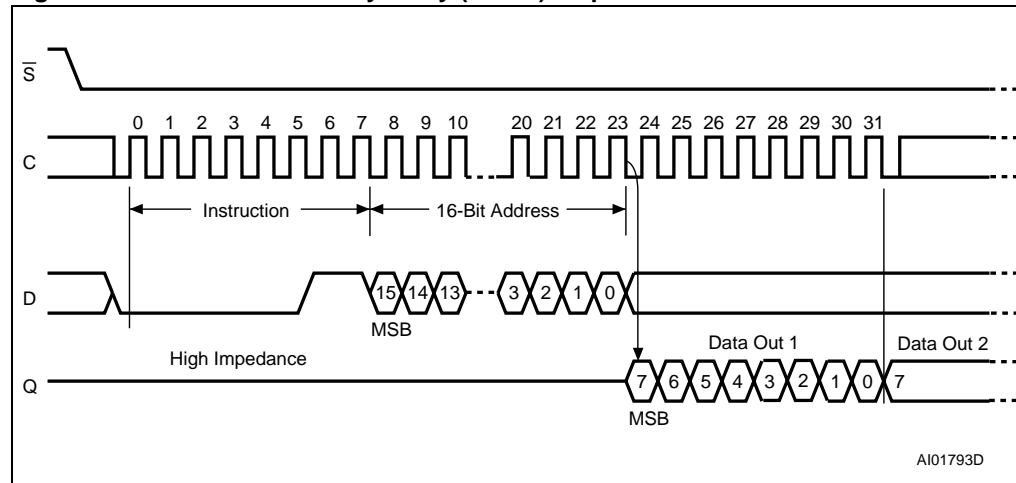 S
0 1 2 3 4 5 6 7 8 9 10 20 21 22 23 24 25 26 27 28 29 30 31
C
Instruction 16-Bit Address
D
15 14 13 3 2 1 0
MSB
High Impedance Data Out 1 Data Out 2
Q
7 6 5 4 3 2 1 0 7
MSB
AI01793D